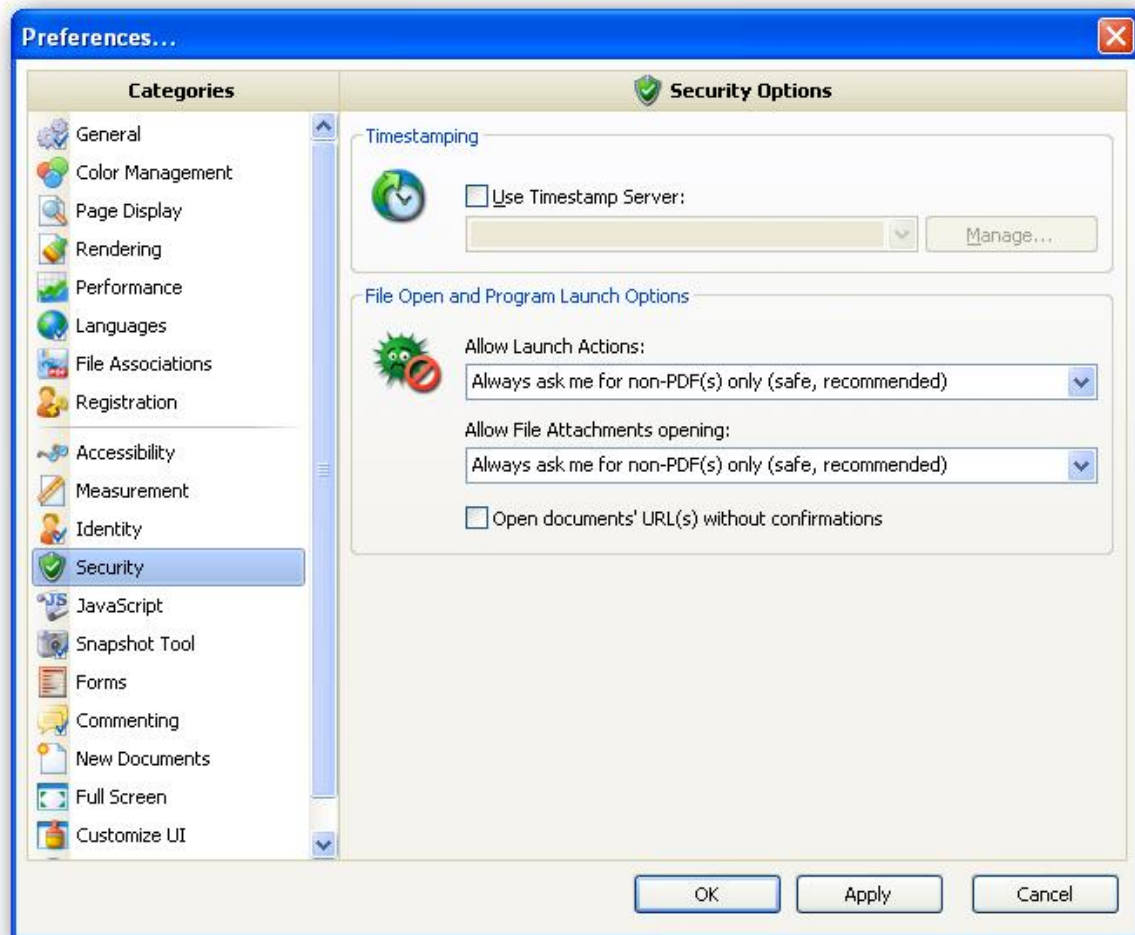 Preferences...
Categories
General
Color Management
Page Display
Rendering
Performance
Languages
File Associations
Registration
Accessibility
Measurement
Identity
Security
JavaScript
Snapshot Tool
Forms
Commenting
New Documents
Full Screen
Customize UI
Security Options
Timestamping
Use Timestamp Server:
Manage...
File Open and Program Launch Options
Allow Launch Actions:
Always ask me for non-PDF(s) only (safe, recommended)
Allow File Attachments opening:
Always ask me for non-PDF(s) only (safe, recommended)
Open documents' URL(s) without confirmations
OK
Apply
Cancel